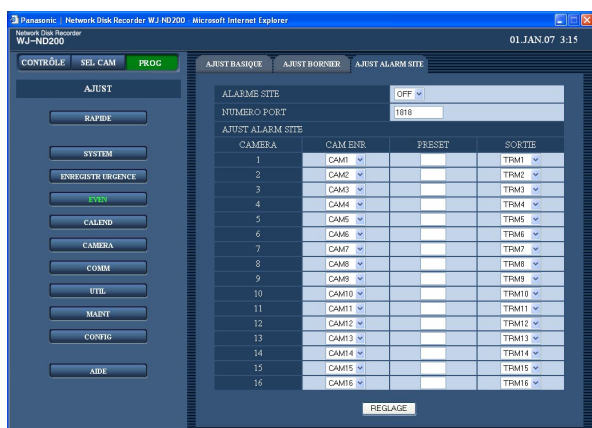 Panasonic | Network Disk Recorder WJ-ND200 - Microsoft Internet Explorer
Network Disk Recorder
WJ-ND200
01.JAN.07 3:15
CONTRÔLE SEL CAM PROG
AJUST BASIQUE AJUST BORNIER AJUST ALARM SITE
AJUST
RAPIDE
SYSTEM
ENREGISTR URGENCE
EVEN
CALEND
CAMERA
COMM
UTIL
MAINT
CONFIG
AIDE
ALARME SITE OFF
NUMERO PORT 1818
AJUST ALARM SITE
CAMERA CAM ENR PRESET SORTIE
1 CAM1 TRM1
2 CAM2 TRM2
3 CAM3 TRM3
4 CAM4 TRM4
5 CAM5 TRM5
6 CAM6 TRM6
7 CAM7 TRM7
8 CAM8 TRM8
9 CAM9 TRM9
10 CAM10 TRM10
11 CAM11 TRM11
12 CAM12 TRM12
13 CAM13 TRM13
14 CAM14 TRM14
15 CAM15 TRM15
16 CAM16 TRM16
REGLAGE